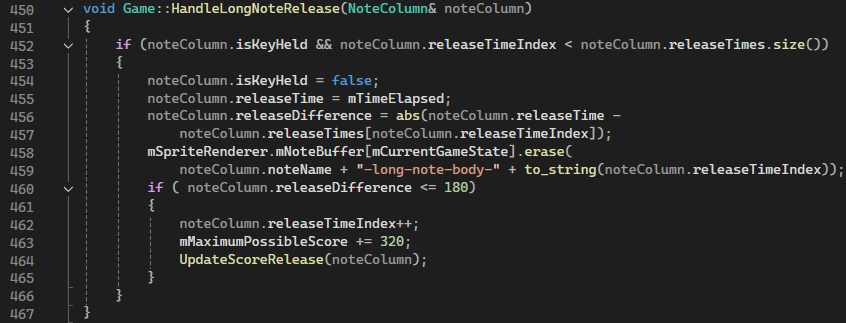 450 void Game::HandleLongNoteRelease(NoteColumn& noteColumn)
451 {
452     if (noteColumn.isKeyHeld && noteColumn.releaseTimeIndex < noteColumn.releaseTimes.size())
453     {
454         noteColumn.isKeyHeld = false;
455         noteColumn.releaseTime = mTimeElapsed;
456         noteColumn.releaseDifference = abs(noteColumn.releaseTime -
457             noteColumn.releaseTimes[noteColumn.releaseTimeIndex]);
458         mSpriteRenderer.mNoteBuffer[mCurrentGameState].erase(
459             noteColumn.noteName + "-long-note-body-" + to_string(noteColumn.releaseTimeIndex));
460         if ( noteColumn.releaseDifference <= 180)
461         {
462             noteColumn.releaseTimeIndex++;
463             mMaximumPossibleScore += 320;
464             UpdateScoreRelease(noteColumn);
465         }
466     }
467 }